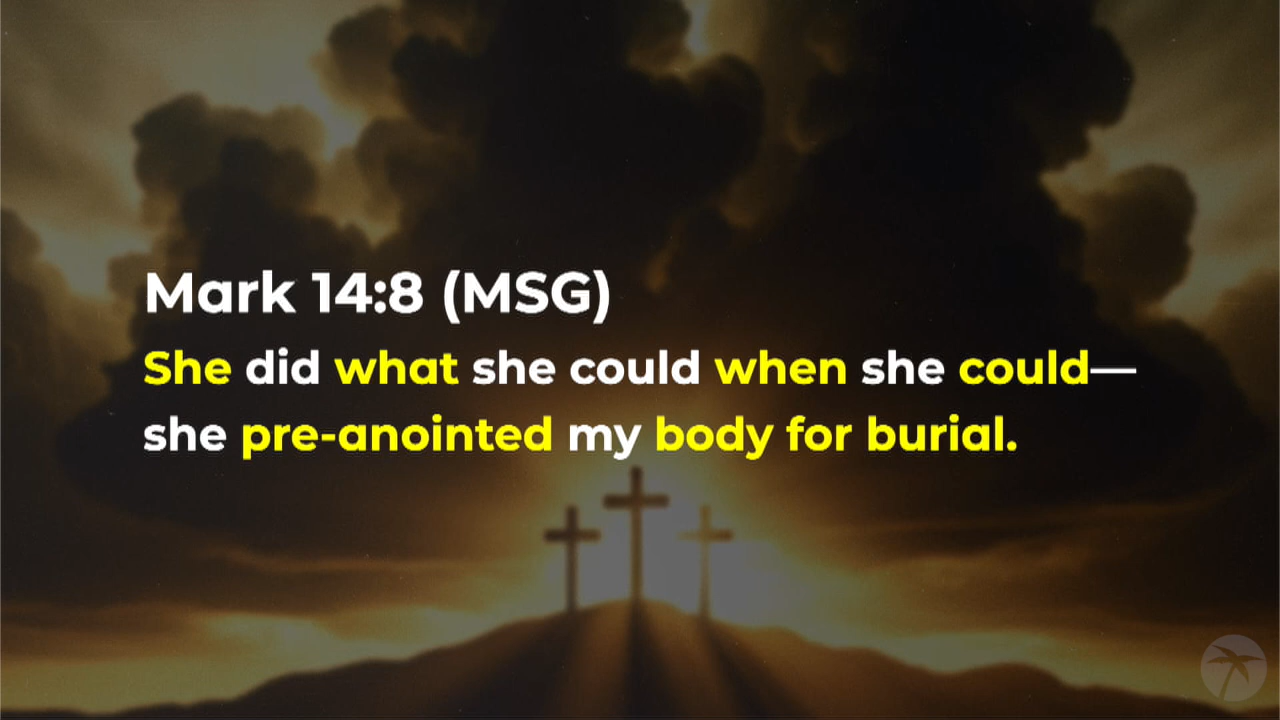 Mark 14:8 (MSG)
She did what she could when she could—
she pre-anointed my body for burial.